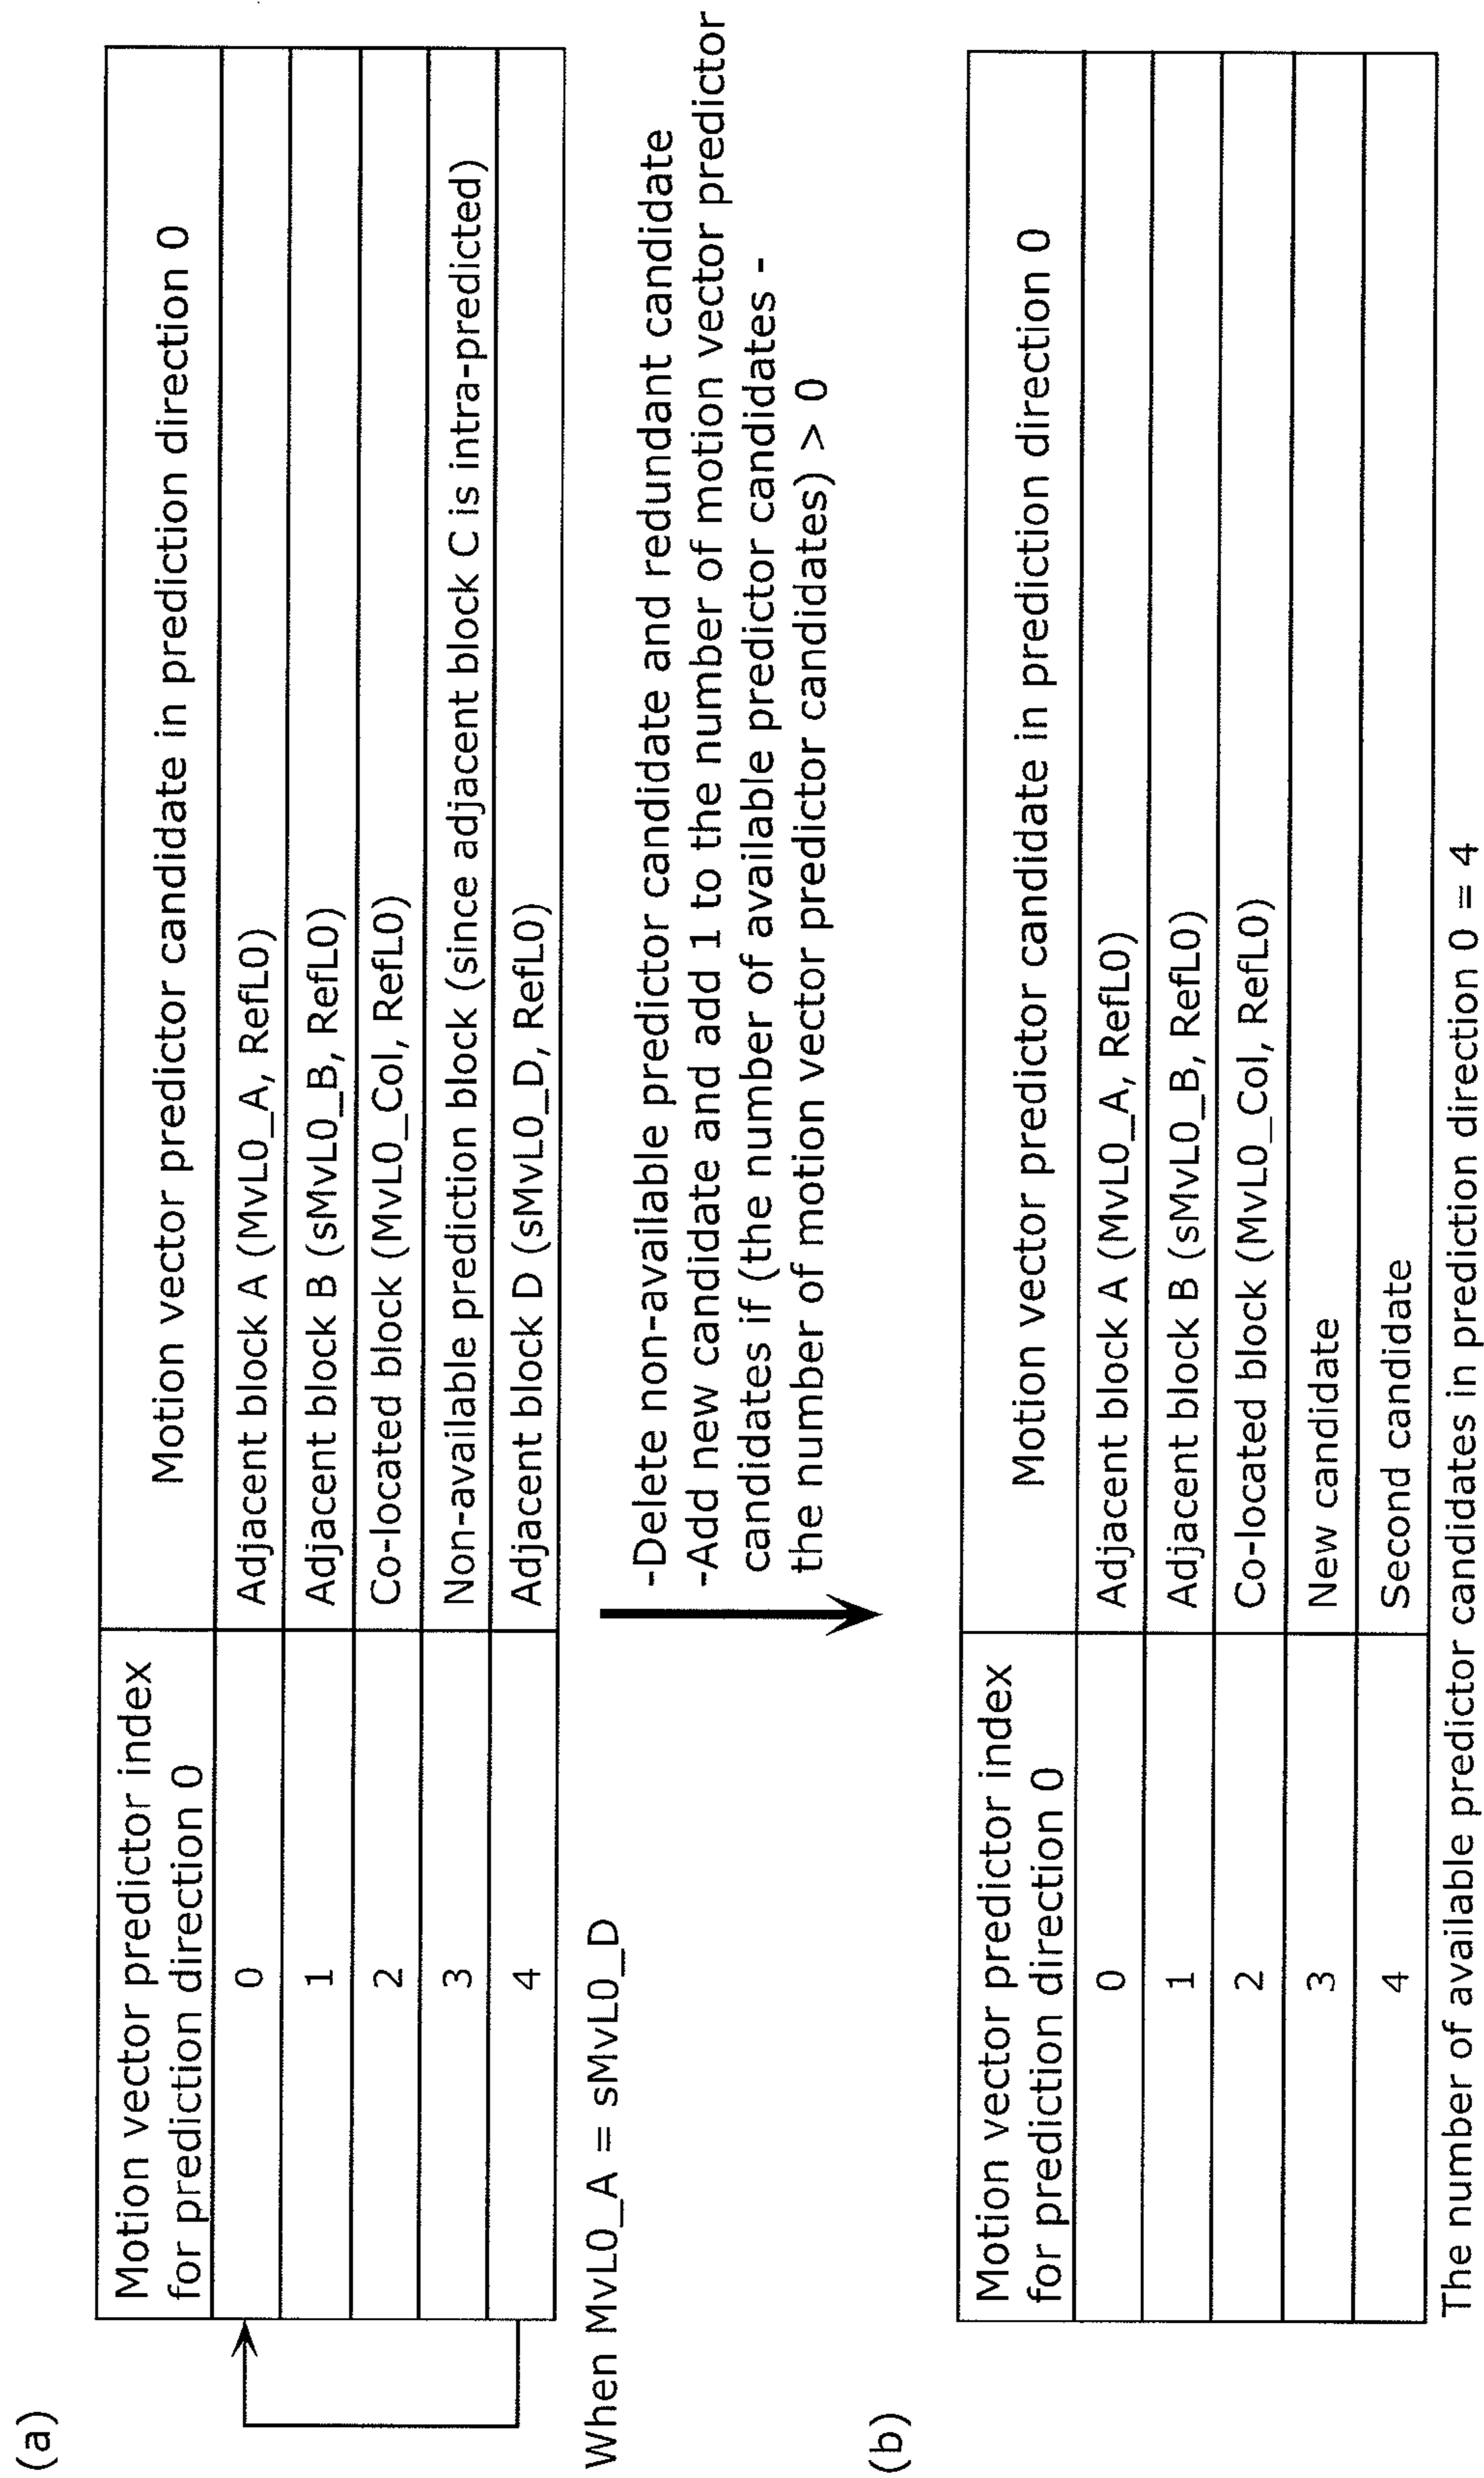 (a)
Motion vector predictor index
for prediction direction 0
Motion vector predictor candidate in prediction direction 0
0 Adjacent block A (MvL0_A, RefL0)
1 Adjacent block B (sMvL0_B, RefL0)
2 Co-located block (MvL0_Col, RefL0)
3 Non-available prediction block (since adjacent block C is intra-predicted)
4 Adjacent block D (sMvL0_D, RefL0)
When MvL0_A = sMvL0_D
-Delete non-available predictor candidate and redundant candidate
-Add new candidate and add 1 to the number of motion vector predictor
candidates if (the number of available predictor candidates -
the number of motion vector predictor candidates) > 0
(b)
Motion vector predictor index
for prediction direction 0
Motion vector predictor candidate in prediction direction 0
0 Adjacent block A (MvL0_A, RefL0)
1 Adjacent block B (sMvL0_B, RefL0)
2 Co-located block (MvL0_Col, RefL0)
3 New candidate
4 Second candidate
The number of available predictor candidates in prediction direction 0 = 4